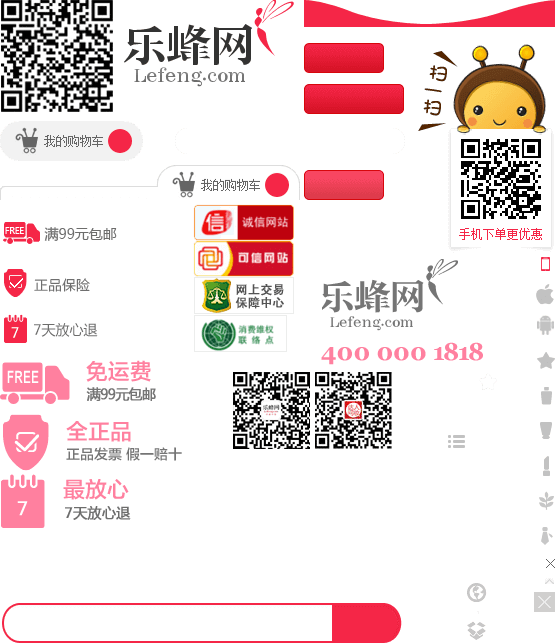 乐蜂网
Lefeng.com
扫一扫
我的购物车
我的购物车
手机下单更优惠
诚信网站
可信网站
网上交易
保障中心
消费维权
联络点
FREE
满99元包邮
正品保险
7
7天放心退
乐蜂网
Lefeng.com
400 000 1818
FREE
免运费
满99元包邮
全正品
正品发票 假一赔十
7
最放心
7天放心退